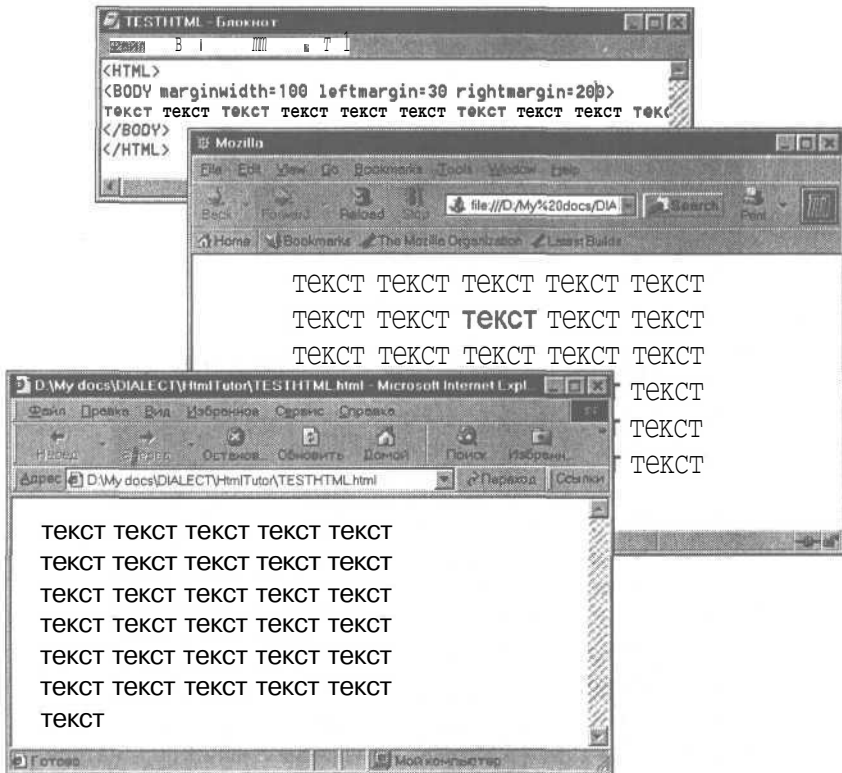 TESTHTML - Блокнот
Файл
<HTML>
<BODY marginwidth=100 leftmargin=30 rightmargin=200>
текст текст текст текст текст текст текст текст текст тек
</BODY>
</HTML>
Mozilla
File Edit View Go Bookmarks Tools Window Help
Back Forward Reload Stop file:///D:/My%20docs/DIA Search Print
Home Bookmarks The Mozilla Organization Latest Builds
текст текст текст текст текст
текст текст текст текст текст
текст текст текст текст текст
текст
текст
текст
D:\My docs\DIALECT\HtmlTutor\TESTHTML.html - Microsoft Internet Expl
Файл Правка Вид Избранное Сервис Справка
Назад Вперед Останов... Обновить Домой Поиск Избранн...
Адрес D:\My docs\DIALECT\HtmlTutor\TESTHTML.html Переход Ссылки
текст текст текст текст текст
текст текст текст текст текст
текст текст текст текст текст
текст текст текст текст текст
текст текст текст текст текст
текст текст текст текст текст
текст
Готово Мой компьютер